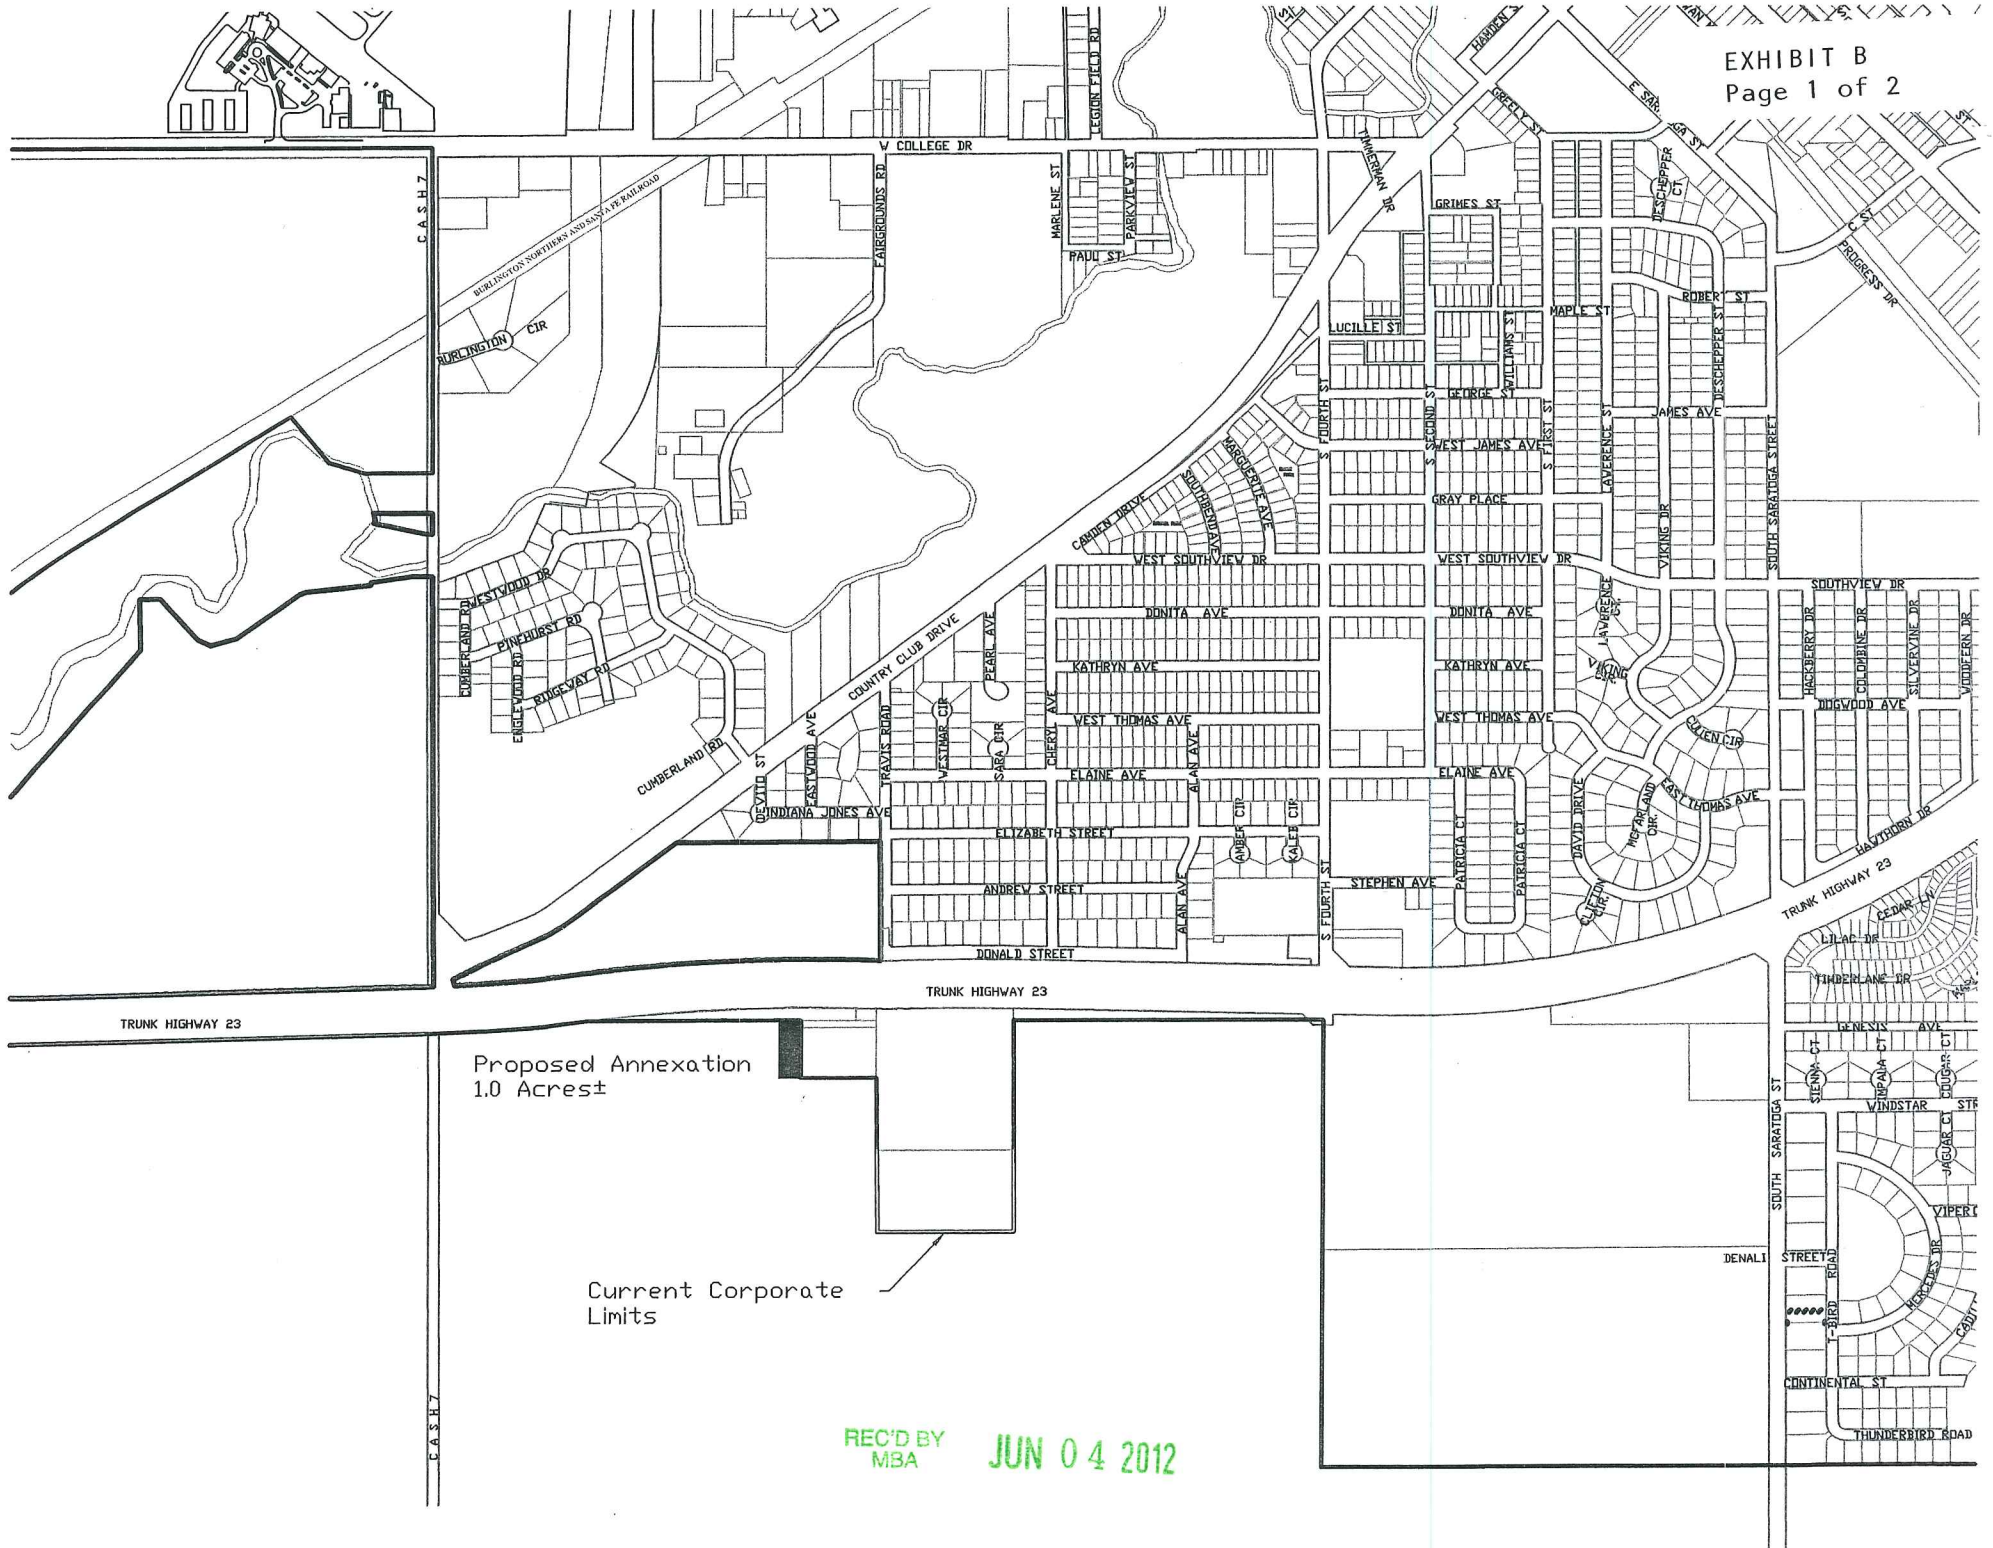 EXHIBIT B
Page 1 of 2
HAMDEN S
LEGION FIELD RD
W COLLEGE DR
C A S H 7
BURLINGTON NORTHERN AND SANTA FE RAILROAD
FAIRGROUNDS RD
MARLENE ST
PARKVIEW ST
PAUL ST
TIMMERMAN DR
GREELY ST
GRIMES ST
DESCHEPPER CT.
C ST
PROGRESS DR
BURLINGTON CIR
LUCILLE ST
WILLIAMS ST
MAPLE ST
ROBERT ST
DESCHEPPER ST
S FOURTH ST
S SECOND ST
GEORGE ST
WEST JAMES AVE
S FIRST ST
LAWERENCE ST
JAMES AVE
SOUTH SARATOGA STREET
CAMDEN DRIVE
SOUTHBEND AVE
MARGUERITE AVE
GRAY PLACE
VIKING DR
WEST SOUTHVIEW DR
WEST SOUTHVIEW DR
SOUTHVIEW DR
WESTWOOD DR
CUMBERLAND RD
PINEHURST RD
ENGLEWOOD RD
RIDGEWAY RD
DONITA AVE
DONITA AVE
LAWRENCE CT.
COUNTRY CLUB DRIVE
PEARL AVE
KATHRYN AVE
KATHRYN AVE
VIKING CIR.
HACKBERRY DR
COLOMBINE DR
SILVERVINE DR
WOODFERN DR
DOGWOOD AVE
CUMBERLAND RD
DEVITO ST
EASTWOOD AVE
TRAVIS ROAD
WESTMAR CIR
SARA CIR
CHERYL AVE
WEST THOMAS AVE
WEST THOMAS AVE
ALAN AVE
CULLEN CIR
ELAINE AVE
ELAINE AVE
INDIANA JONES AVE
ELIZABETH STREET
AMBER CIR
KALEB CIR
PATRICIA CT
PATRICIA CT
DAVID DRIVE
MCFARLAND CIR.
EAST THOMAS AVE
HAWTHORN DR
ANDREW STREET
ALAN AVE
S FOURTH ST
STEPHEN AVE
CLIFTON CIR.
TRUNK HIGHWAY 23
CEDAR LN
LILAC DR
TIMBERLANE DR
DONALD STREET
TRUNK HIGHWAY 23
TRUNK HIGHWAY 23
GENESIS AVE
Proposed Annexation
1.0 Acres±
SIENNA CT
IMPALA CT
COUGAR CT
WINDSTAR STR
SOUTH SARATOGA ST
JAGUAR CT
VIPER C
DENALI STREET
T-BIRD ROAD
MERCEDES DR
Current Corporate
Limits
CADI
CONTINENTAL ST
THUNDERBIRD ROAD
C A S H 7
REC'D BY
MBA
JUN 04 2012